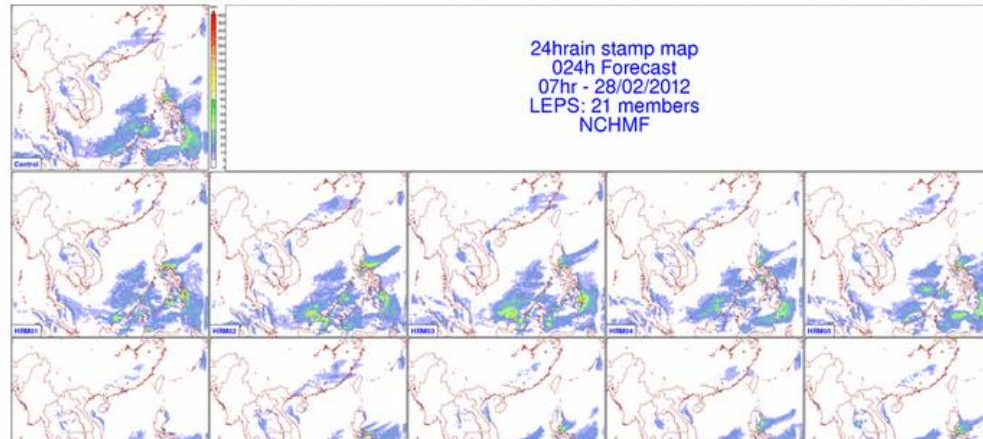 24hrain stamp map
024h Forecast
07hr - 28/02/2012
LEPS: 21 members
NCHMF
Control
HRM01
HRM02
HRM03
HRM04
HRM05